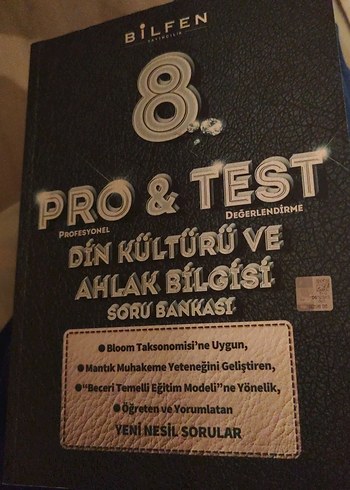 BİLFEN
YAYINCILIK
8.
PRO & TEST
PROFESYONEL
DEĞERLENDİRME
DİN KÜLTÜRÜ VE
AHLAK BİLGİSİ
SORU BANKASI
● Bloom Taksonomisi'ne Uygun,
● Mantık Muhakeme Yeteneğini Geliştiren,
● "Beceri Temelli Eğitim Modeli"ne Yönelik,
● Öğreten ve Yorumlatan
YENİ NESİL SORULAR